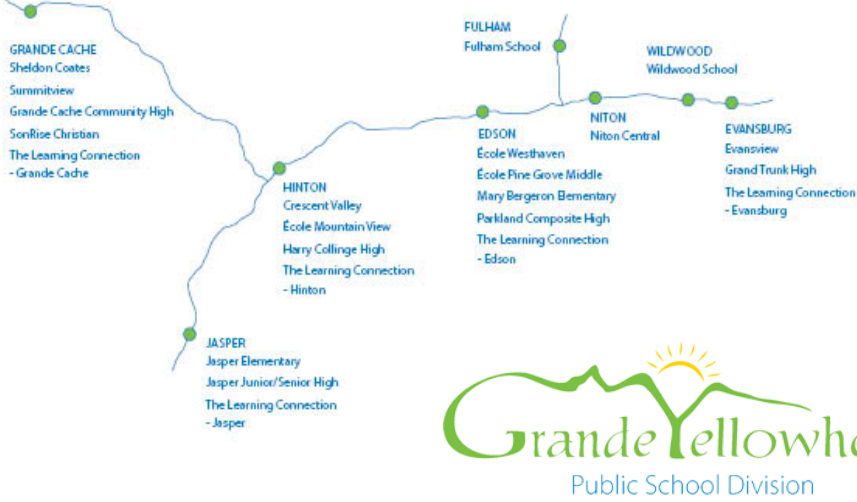 GRANDE CACHE
Sheldon Coates
Summitview
Grande Cache Community High
SonRise Christian
The Learning Connection
- Grande Cache
HINTON
Crescent Valley
École Mountain View
Harry Collinge High
The Learning Connection
- Hinton
JASPER
Jasper Elementary
Jasper Junior/Senior High
The Learning Connection
- Jasper
FULHAM
Fulham School
EDSON
École Westhaven
École Pine Grove Middle
Mary Bergeron Elementary
Parkland Composite High
The Learning Connection
- Edson
NITON
Niton Central
WILDWOOD
Wildwood School
EVANSBURG
Evansview
Grand Trunk High
The Learning Connection
- Evansburg
Grande Yellowhe
Public School Division